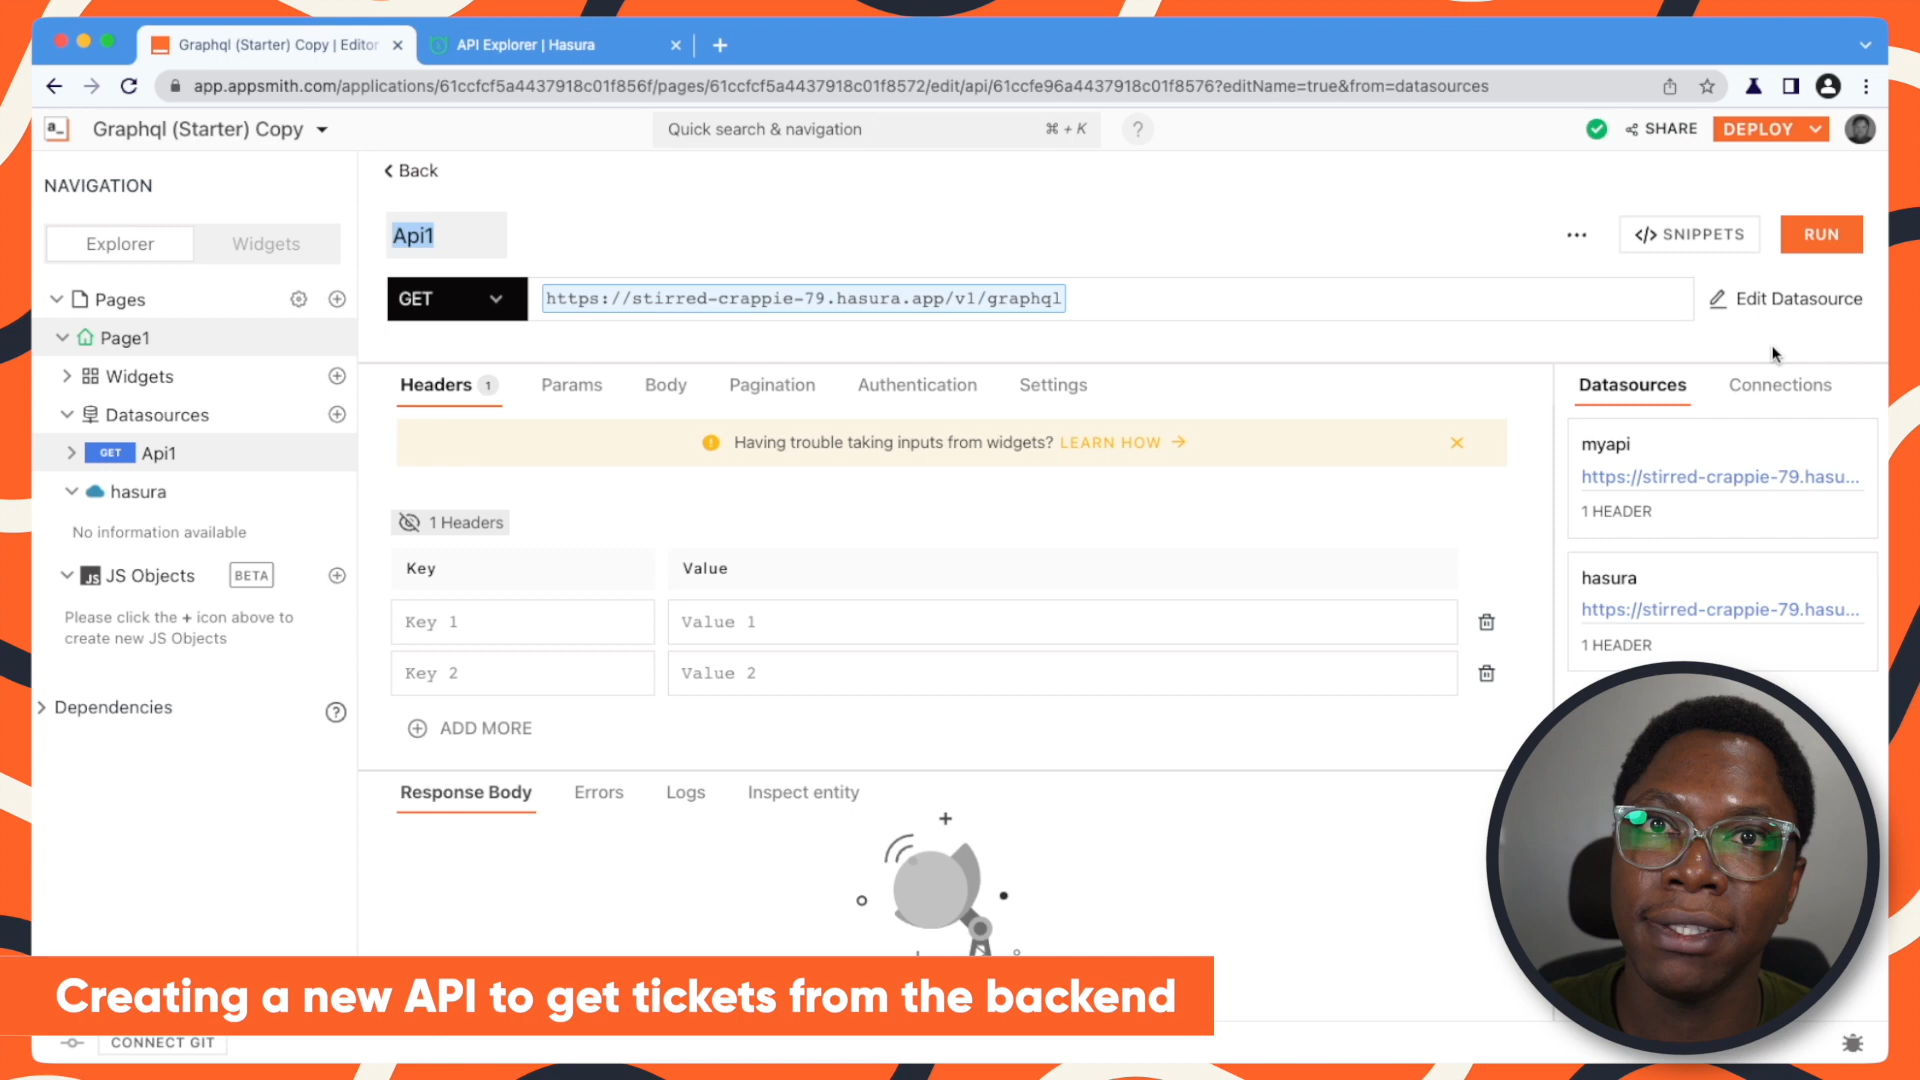 Graphql (Starter) Copy | Editor
API Explorer | Hasura
app.appsmith.com/applications/61ccfcf5a4437918c01f856f/pages/61ccfcf5a4437918c01f8572/edit/api/61ccfe96a4437918c01f8576?editName=true&from=datasources
a_
Graphql (Starter) Copy
Quick search & navigation
⌘ + K
?
SHARE
DEPLOY
NAVIGATION
Explorer
Widgets
Pages
Page1
Widgets
Datasources
GET Api1
hasura
No information available
JS JS Objects BETA
Please click the + icon above to
create new JS Objects
Dependencies
?
Back
Api1
</> SNIPPETS
RUN
GET
https://stirred-crappie-79.hasura.app/v1/graphql
Edit Datasource
Headers 1
Params
Body
Pagination
Authentication
Settings
Having trouble taking inputs from widgets? LEARN HOW
1 Headers
Key
Value
Key 1
Value 1
Key 2
Value 2
ADD MORE
Response Body
Errors
Logs
Inspect entity
Datasources
Connections
myapi
https://stirred-crappie-79.hasu...
1 HEADER
hasura
https://stirred-crappie-79.hasu...
1 HEADER
Creating a new API to get tickets from the backend
CONNECT GIT